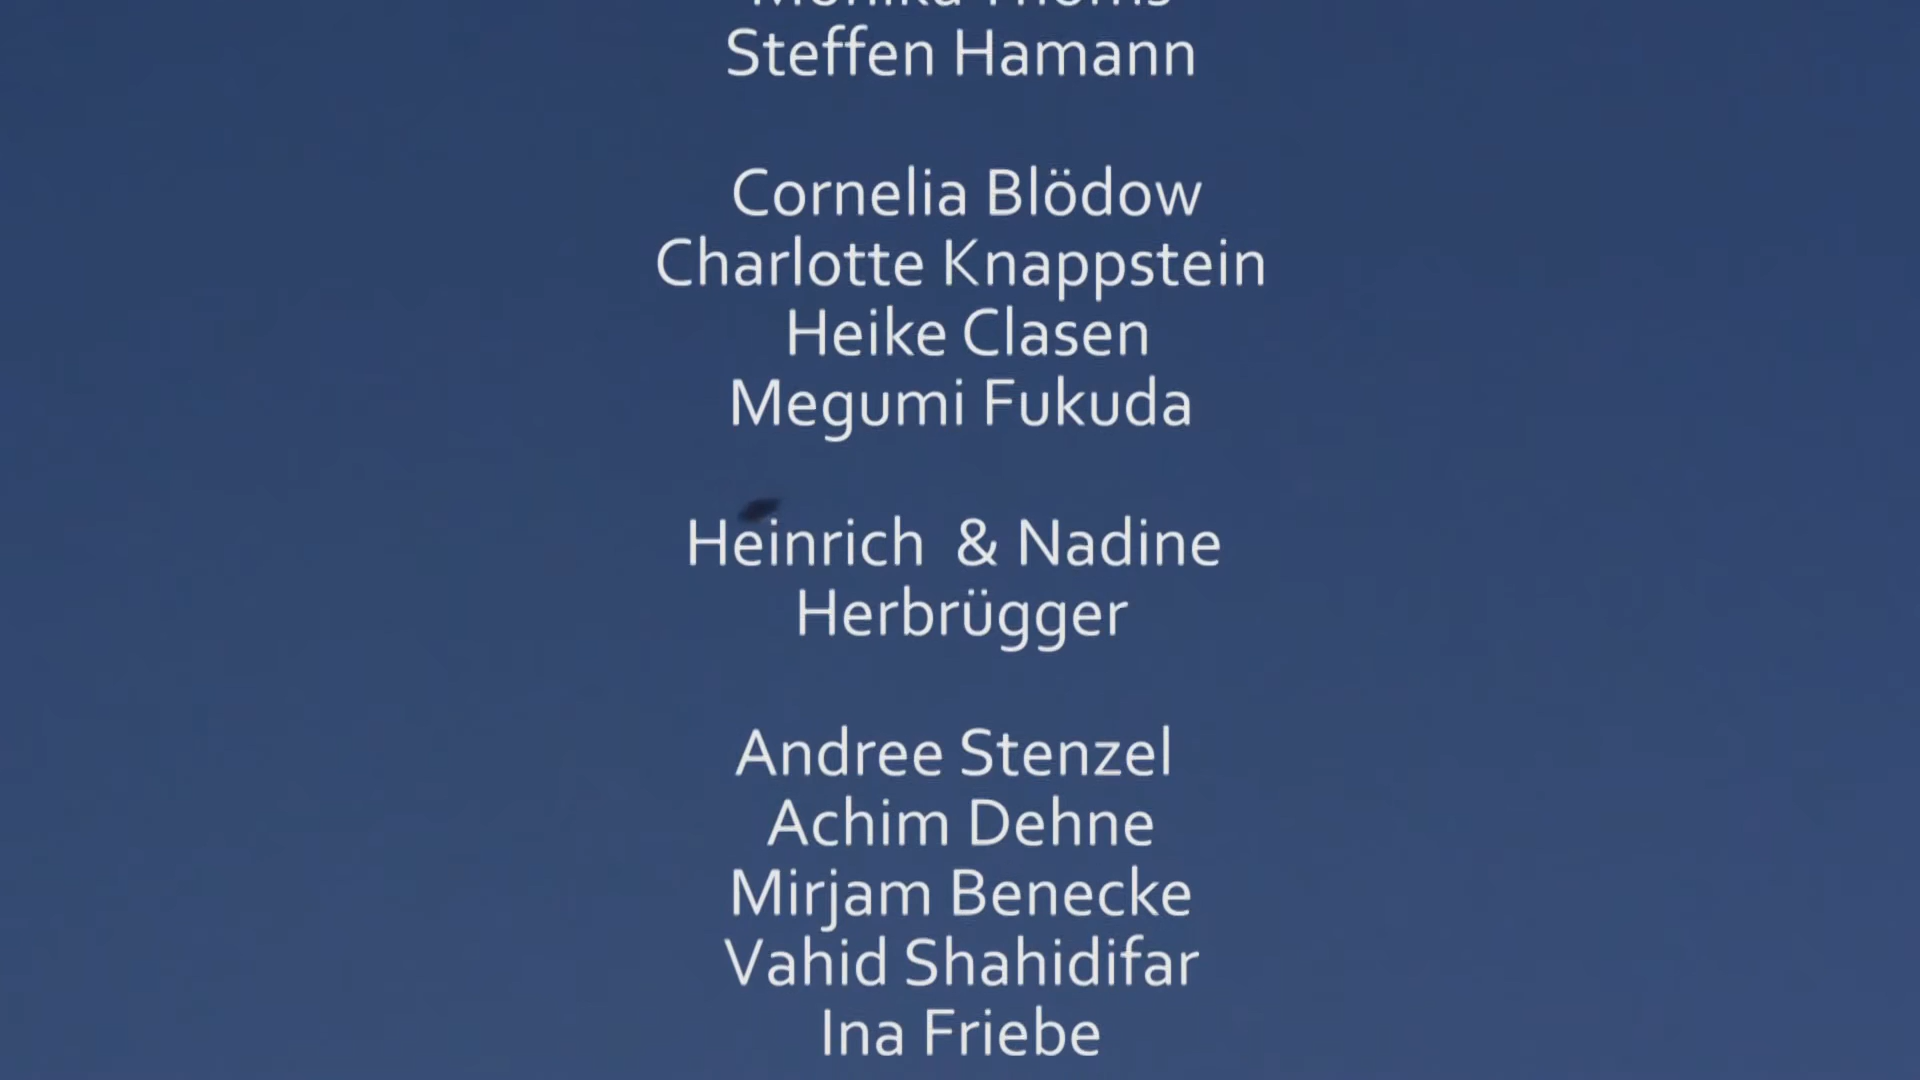 Steffen Hamann
Cornelia Blödow
Charlotte Knappstein
Heike Clasen
Megumi Fukuda
Heinrich & Nadine
Herbrügger
Andree Stenzel
Achim Dehne
Mirjam Benecke
Vahid Shahidifar
Ina Friebe